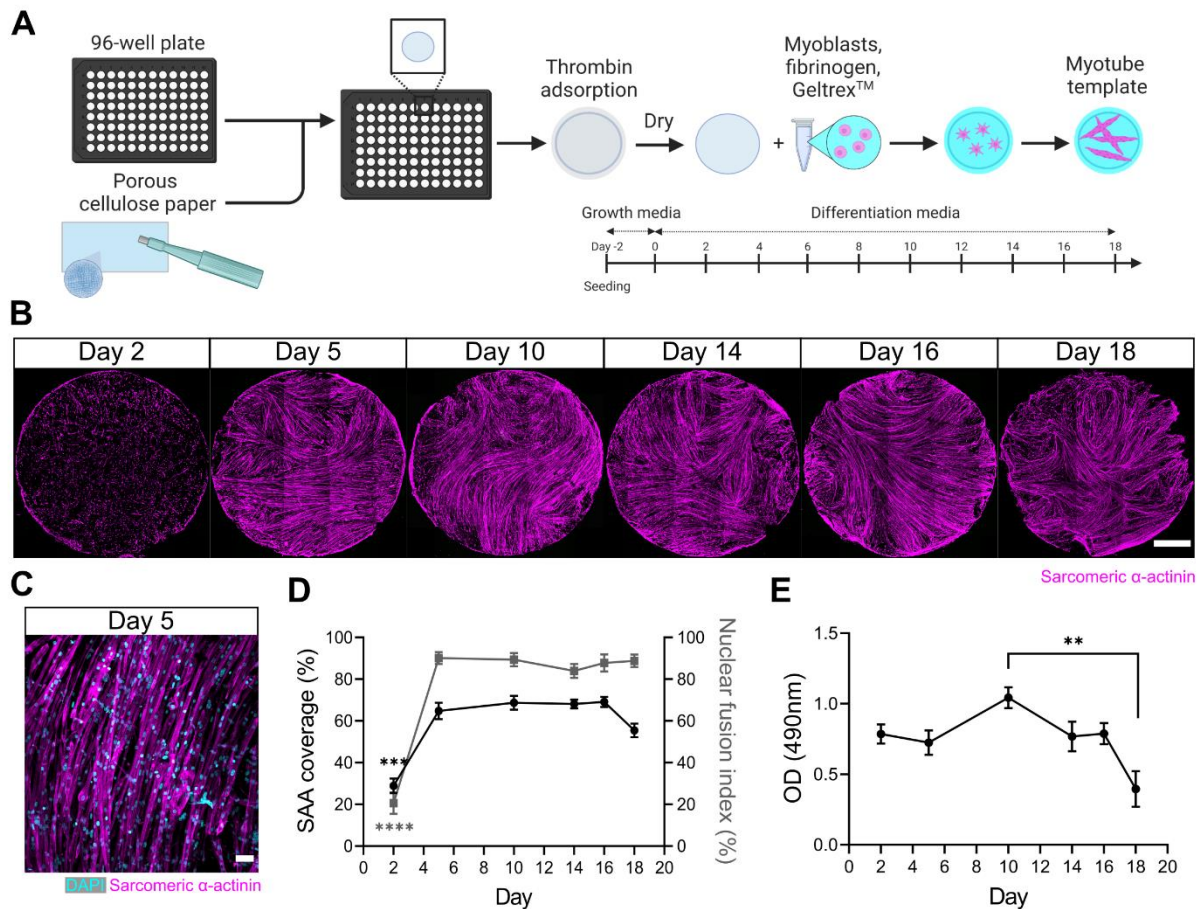 A
96-well plate
Porous
cellulose paper
Thrombin
adsorption
Dry
+
Myoblasts,
fibrinogen,
Geltrex™
Myotube
template
Growth media
Differentiation media
Day -2 0 2 4 6 8 10 12 14 16 18
Seeding
B
Day 2 Day 5 Day 10 Day 14 Day 16 Day 18
Sarcomeric α-actinin
C
Day 5
DAPI Sarcomeric α-actinin
D
SAA coverage (%)
100
80
60
40
20
0
***
****
100
80
60
40
20
0
Nuclear fusion index (%)
0 2 4 6 8 10 12 14 16 18 20
Day
E
OD (490nm)
1.5
1.0
0.5
0.0
**
0 2 4 6 8 10 12 14 16 18 20
Day